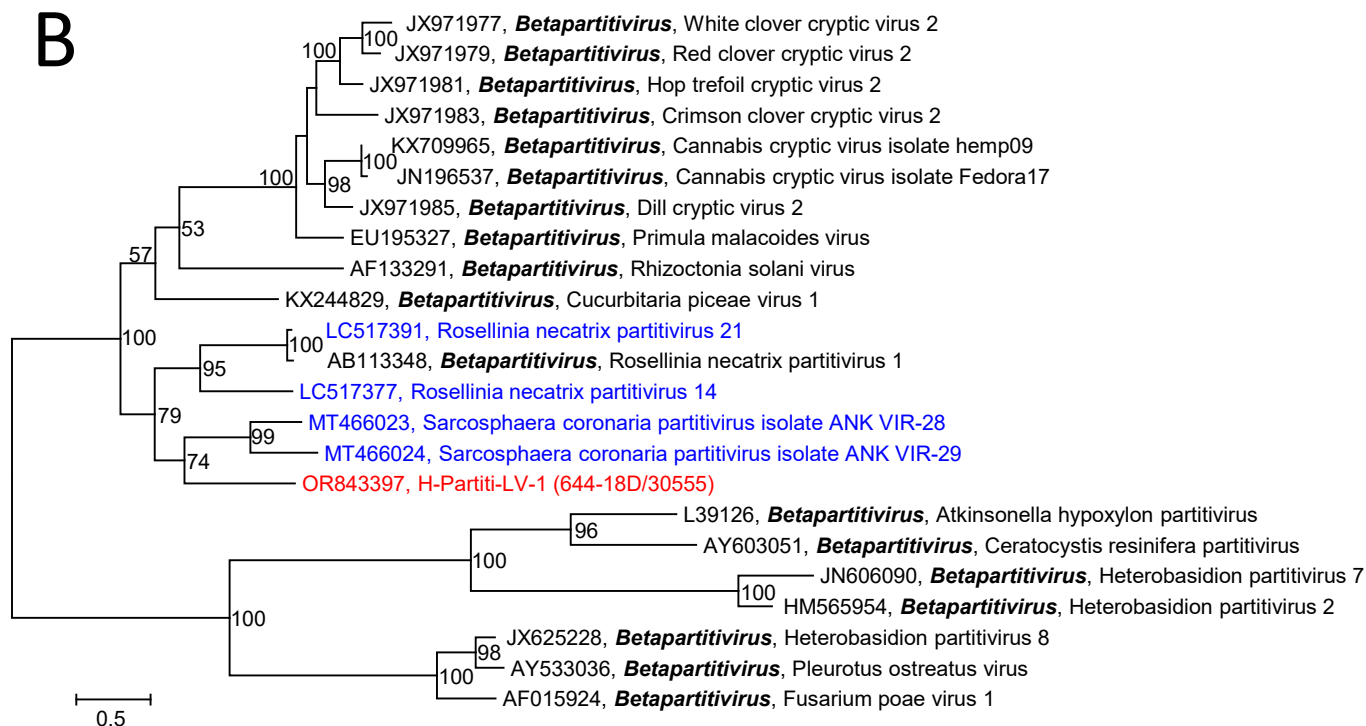 B
JX971977, Betapartitivirus, White clover cryptic virus 2
100
JX971979, Betapartitivirus, Red clover cryptic virus 2
100
JX971981, Betapartitivirus, Hop trefoil cryptic virus 2
JX971983, Betapartitivirus, Crimson clover cryptic virus 2
KX709965, Betapartitivirus, Cannabis cryptic virus isolate hemp09
100
JN196537, Betapartitivirus, Cannabis cryptic virus isolate Fedora17
100
98
JX971985, Betapartitivirus, Dill cryptic virus 2
53
EU195327, Betapartitivirus, Primula malacoides virus
57
AF133291, Betapartitivirus, Rhizoctonia solani virus
KX244829, Betapartitivirus, Cucurbitaria piceae virus 1
100
LC517391, Rosellinia necatrix partitivirus 21
100
AB113348, Betapartitivirus, Rosellinia necatrix partitivirus 1
95
LC517377, Rosellinia necatrix partitivirus 14
79
MT466023, Sarcosphaera coronaria partitivirus isolate ANK VIR-28
99
MT466024, Sarcosphaera coronaria partitivirus isolate ANK VIR-29
74
OR843397, H-Partiti-LV-1 (644-18D/30555)
L39126, Betapartitivirus, Atkinsonella hypoxylon partitivirus
96
AY603051, Betapartitivirus, Ceratocystis resinifera partitivirus
100
JN606090, Betapartitivirus, Heterobasidion partitivirus 7
100
HM565954, Betapartitivirus, Heterobasidion partitivirus 2
100
JX625228, Betapartitivirus, Heterobasidion partitivirus 8
98
AY533036, Betapartitivirus, Pleurotus ostreatus virus
100
AF015924, Betapartitivirus, Fusarium poae virus 1
0.5